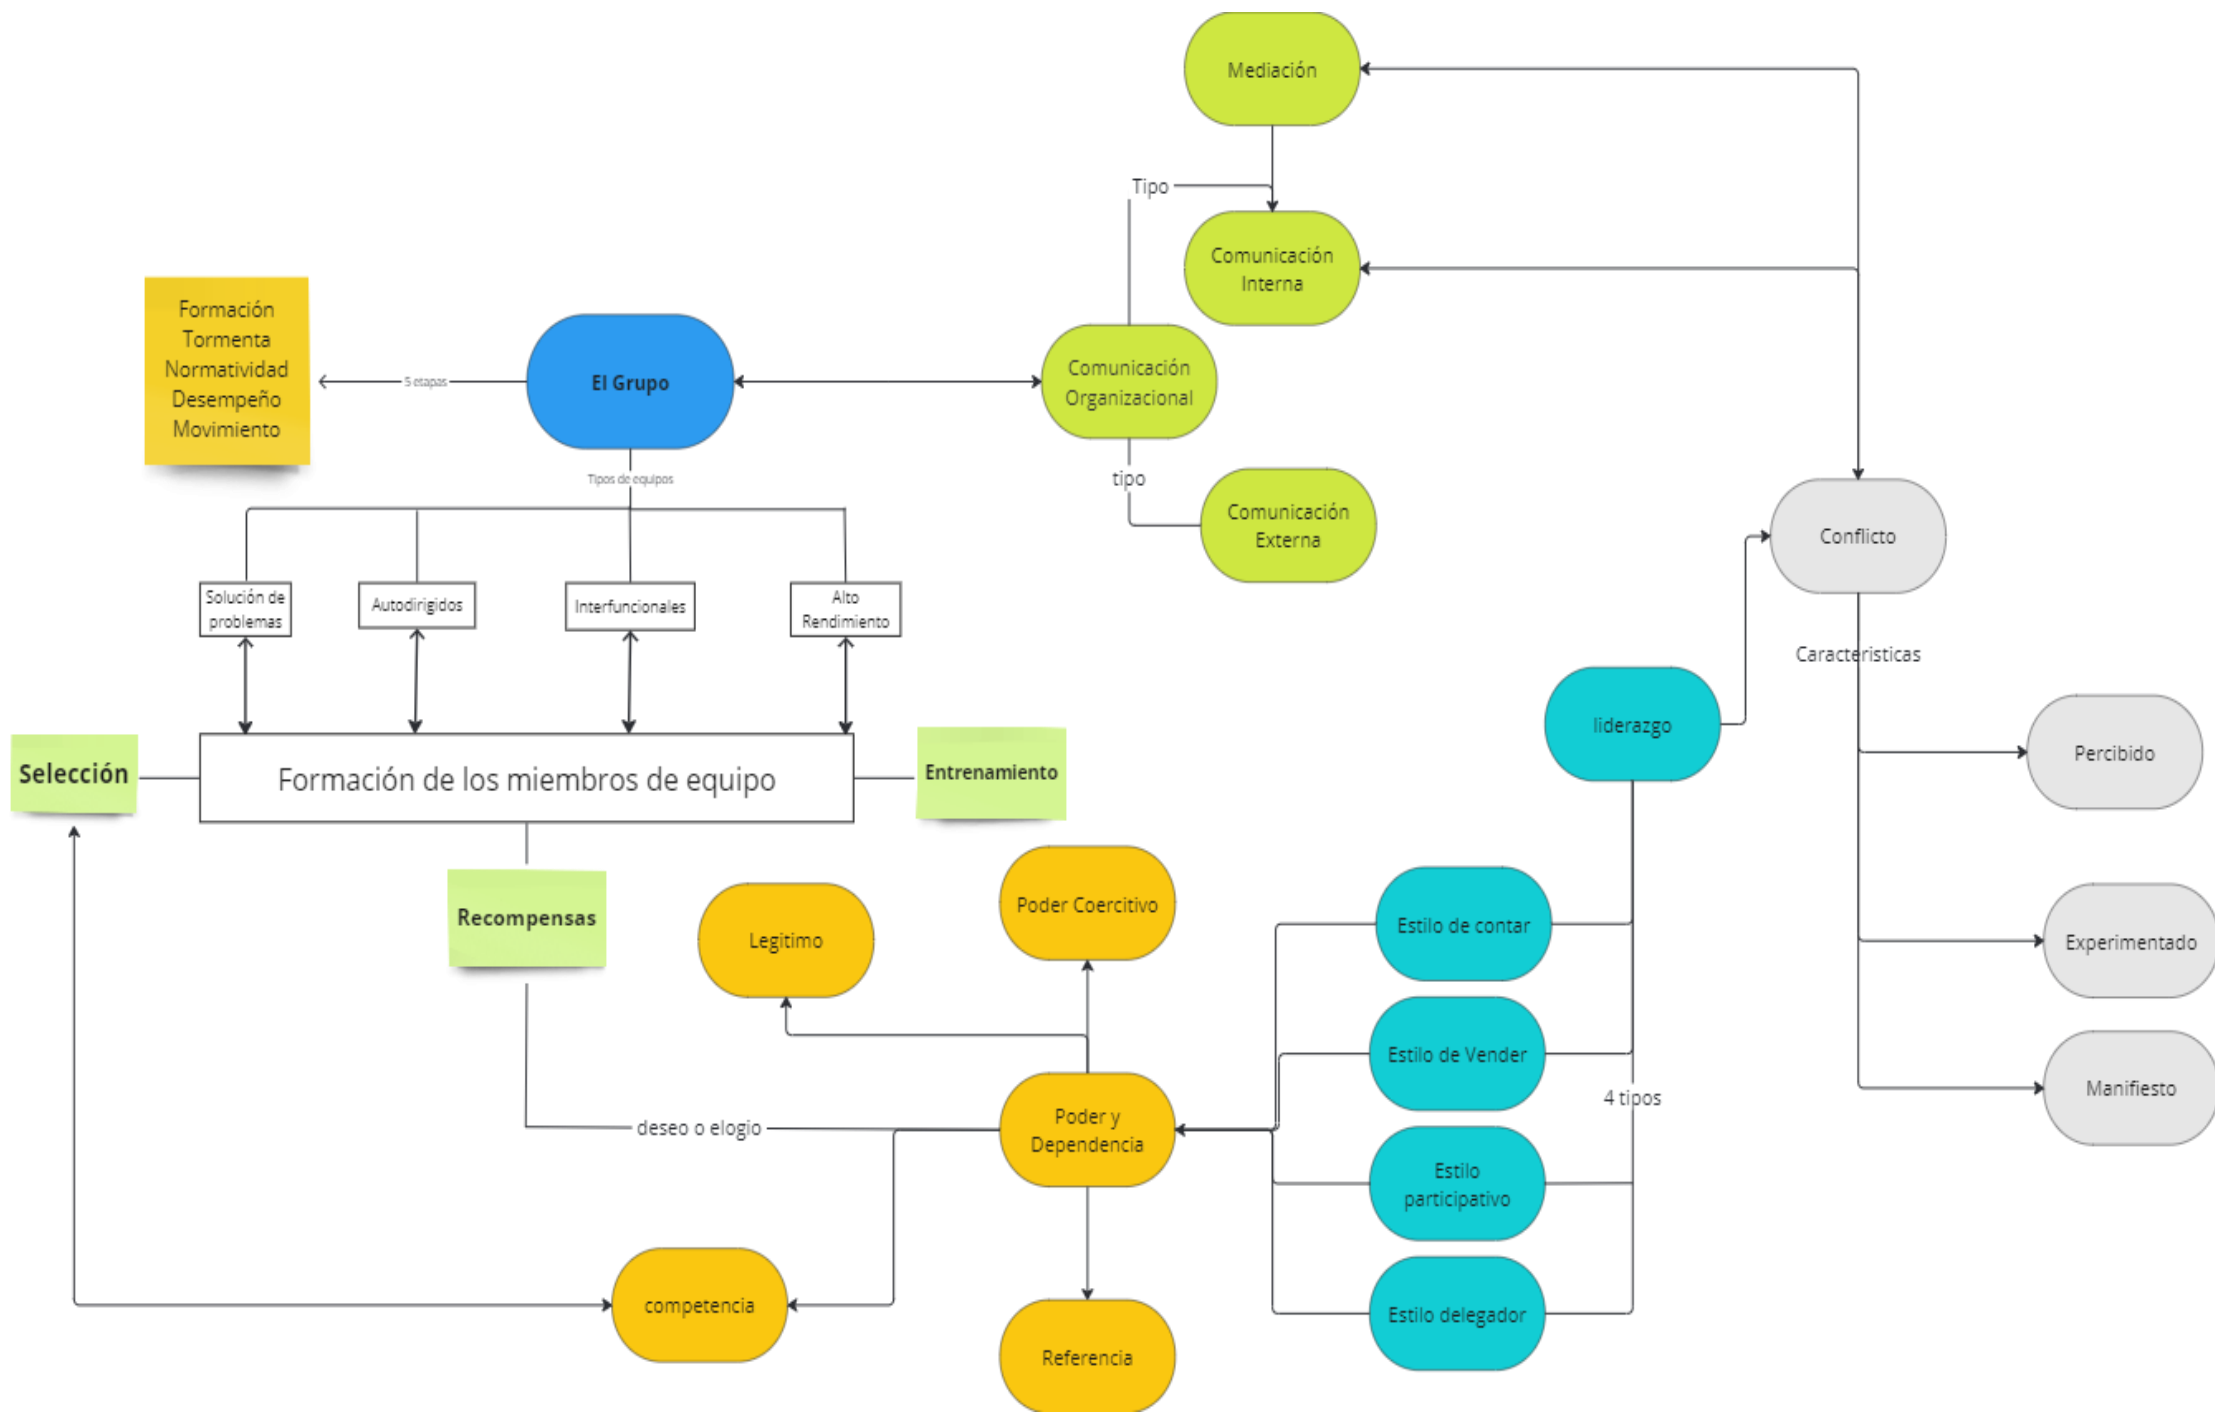 Mediación
Tipo
Comunicación
Interna
Formación
Tormenta
Normatividad
Desempeño
Movimiento
5 etapas
El Grupo
Comunicación
Organizacional
Tipos de equipos
tipo
Comunicación
Externa
Conflicto
Solución de
problemas
Autodirigidos
Interfuncionales
Alto
Rendimiento
Caracteristicas
liderazgo
Percibido
Selección
Formación de los miembros de equipo
Entrenamiento
Recompensas
Legitimo
Poder Coercitivo
Estilo de contar
Experimentado
Estilo de Vender
4 tipos
Manifiesto
deseo o elogio
Poder y
Dependencia
Estilo
participativo
competencia
Referencia
Estilo delegador